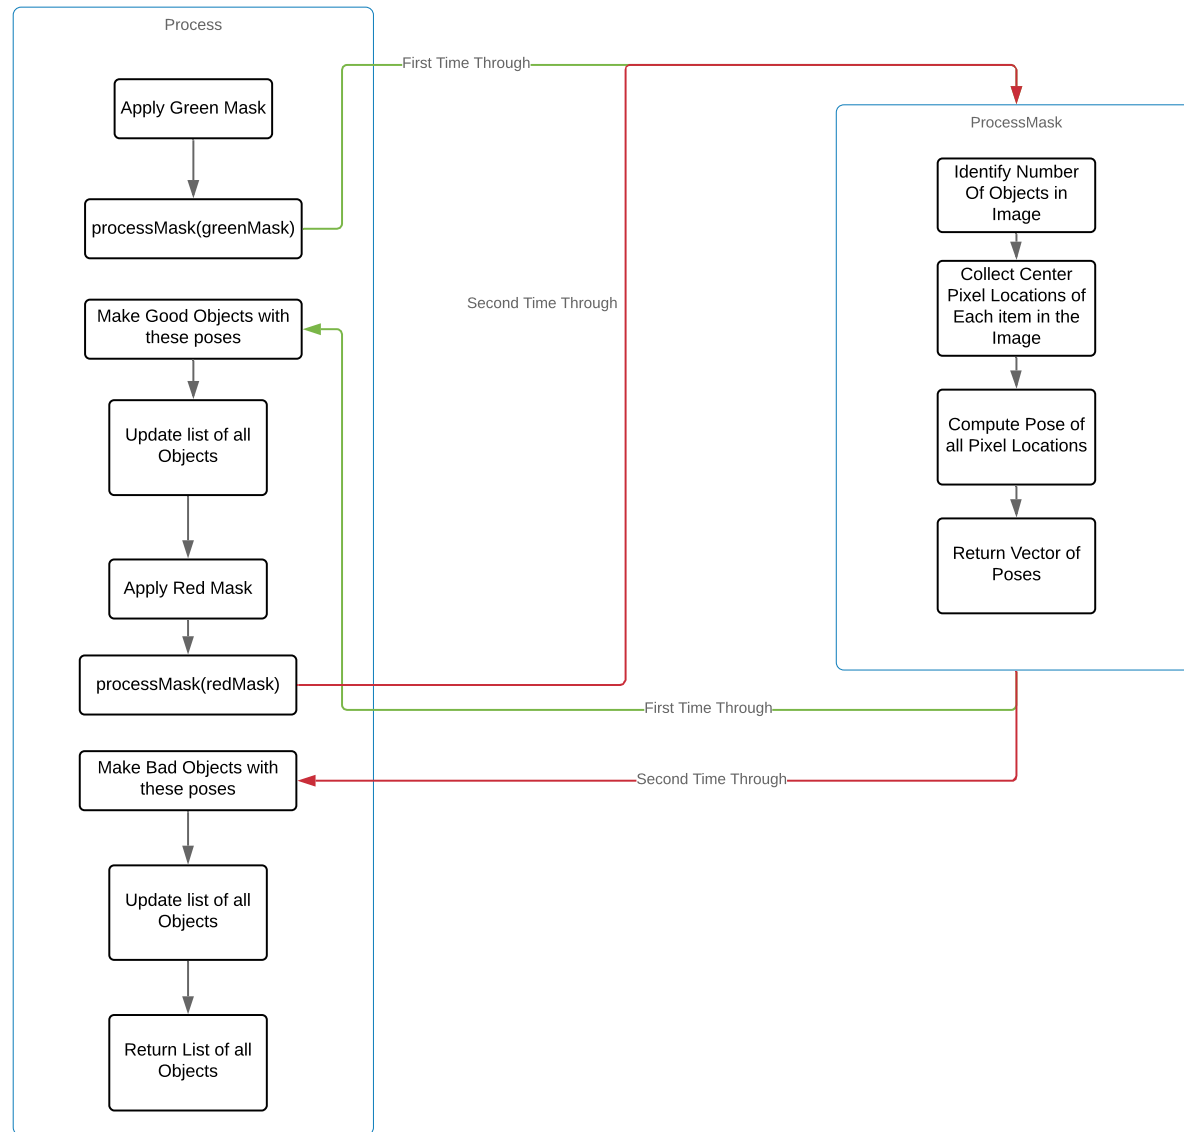 Process
Apply Green Mask
processMask(greenMask)
Make Good Objects with
these poses
Update list of all
Objects
Apply Red Mask
processMask(redMask)
Make Bad Objects with
these poses
Update list of all
Objects
Return List of all
Objects
First Time Through
Second Time Through
First Time Through
Second Time Through
ProcessMask
Identify Number
Of Objects in
Image
Collect Center
Pixel Locations of
Each item in the
Image
Compute Pose of
all Pixel Locations
Return Vector of
Poses